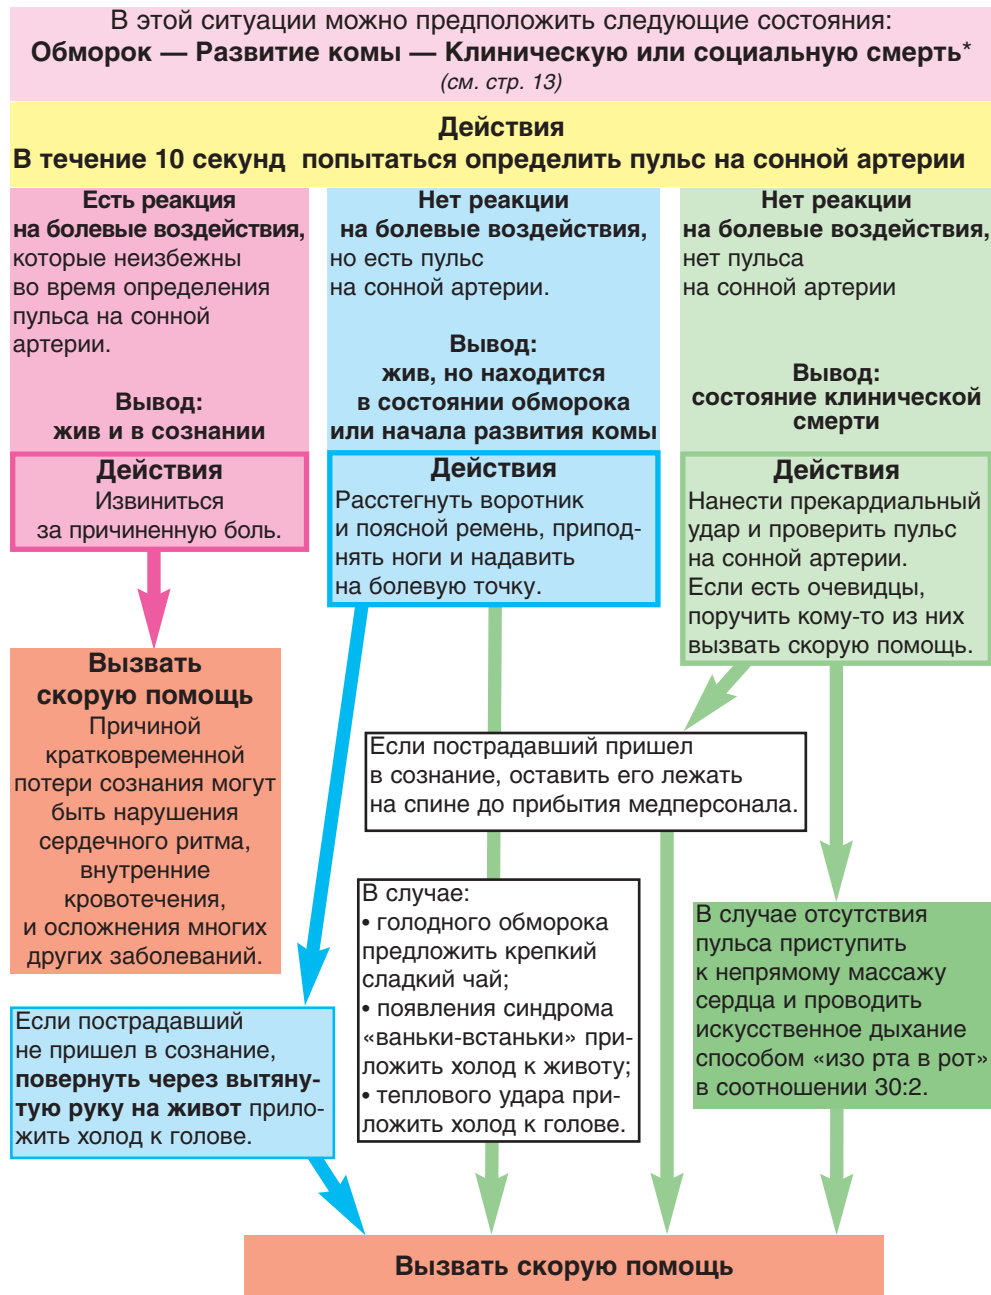 В этой ситуации можно предположить следующие состояния:
Обморок — Развитие комы — Клиническую или социальную смерть*
(см. стр. 13)
Действия
В течение 10 секунд попытаться определить пульс на сонной артерии
Есть реакция
на болевые воздействия,
которые неизбежны
во время определения
пульса на сонной
артерии.
Вывод:
жив и в сознании
Действия
Извиниться
за причиненную боль.
Вызвать
скорую помощь
Причиной
кратковременной
потери сознания могут
быть нарушения
сердечного ритма,
внутренние
кровотечения,
и осложнения многих
других заболеваний.
Нет реакции
на болевые воздействия,
но есть пульс
на сонной артерии.
Вывод:
жив, но находится
в состоянии обморока
или начала развития комы
Действия
Расстегнуть воротник
и поясной ремень, припод-
нять ноги и надавить
на болевую точку.
Нет реакции
на болевые воздействия,
нет пульса
на сонной артерии
Вывод:
состояние клинической
смерти
Действия
Нанести прекардиальный
удар и проверить пульс
на сонной артерии.
Если есть очевидцы,
поручить кому-то из них
вызвать скорую помощь.
Если пострадавший пришел
в сознание, оставить его лежать
на спине до прибытия медперсонала.
Если пострадавший
не пришел в сознание,
повернуть через вытяну-
тую руку на живот прило-
жить холод к голове.
В случае:
• голодного обморока
предложить крепкий
сладкий чай;
• появления синдрома
«ваньки-встаньки» при-
ложить холод к животу;
• теплового удара при-
ложить холод к голове.
В случае отсутствия
пульса приступить
к непрямому массажу
сердца и проводить
искусственное дыхание
способом «изо рта в рот»
в соотношении 30:2.
Вызвать скорую помощь